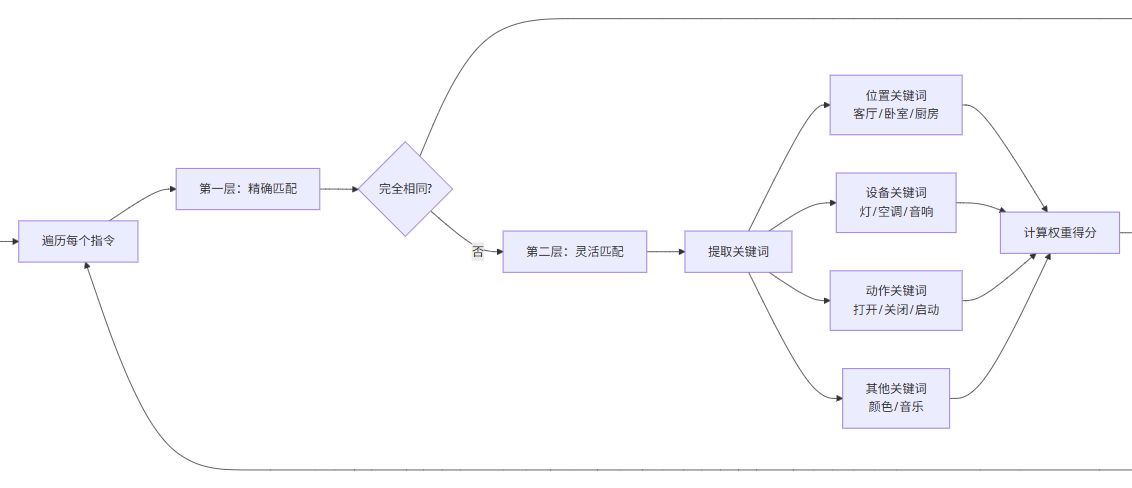 遍历每个指令
第一层：精确匹配
完全相同?
否
第二层：灵活匹配
提取关键词
位置关键词
客厅/卧室/厨房
设备关键词
灯/空调/音响
动作关键词
打开/关闭/启动
其他关键词
颜色/音乐
计算权重得分